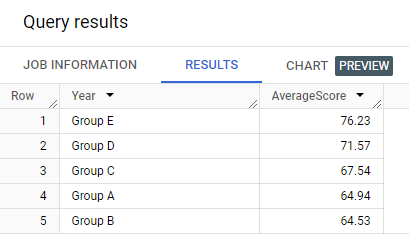 Query results
JOB INFORMATION RESULTS CHART PREVIEW
Row Year AverageScore
1 Group E 76.23
2 Group D 71.57
3 Group C 67.54
4 Group A 64.94
5 Group B 64.53